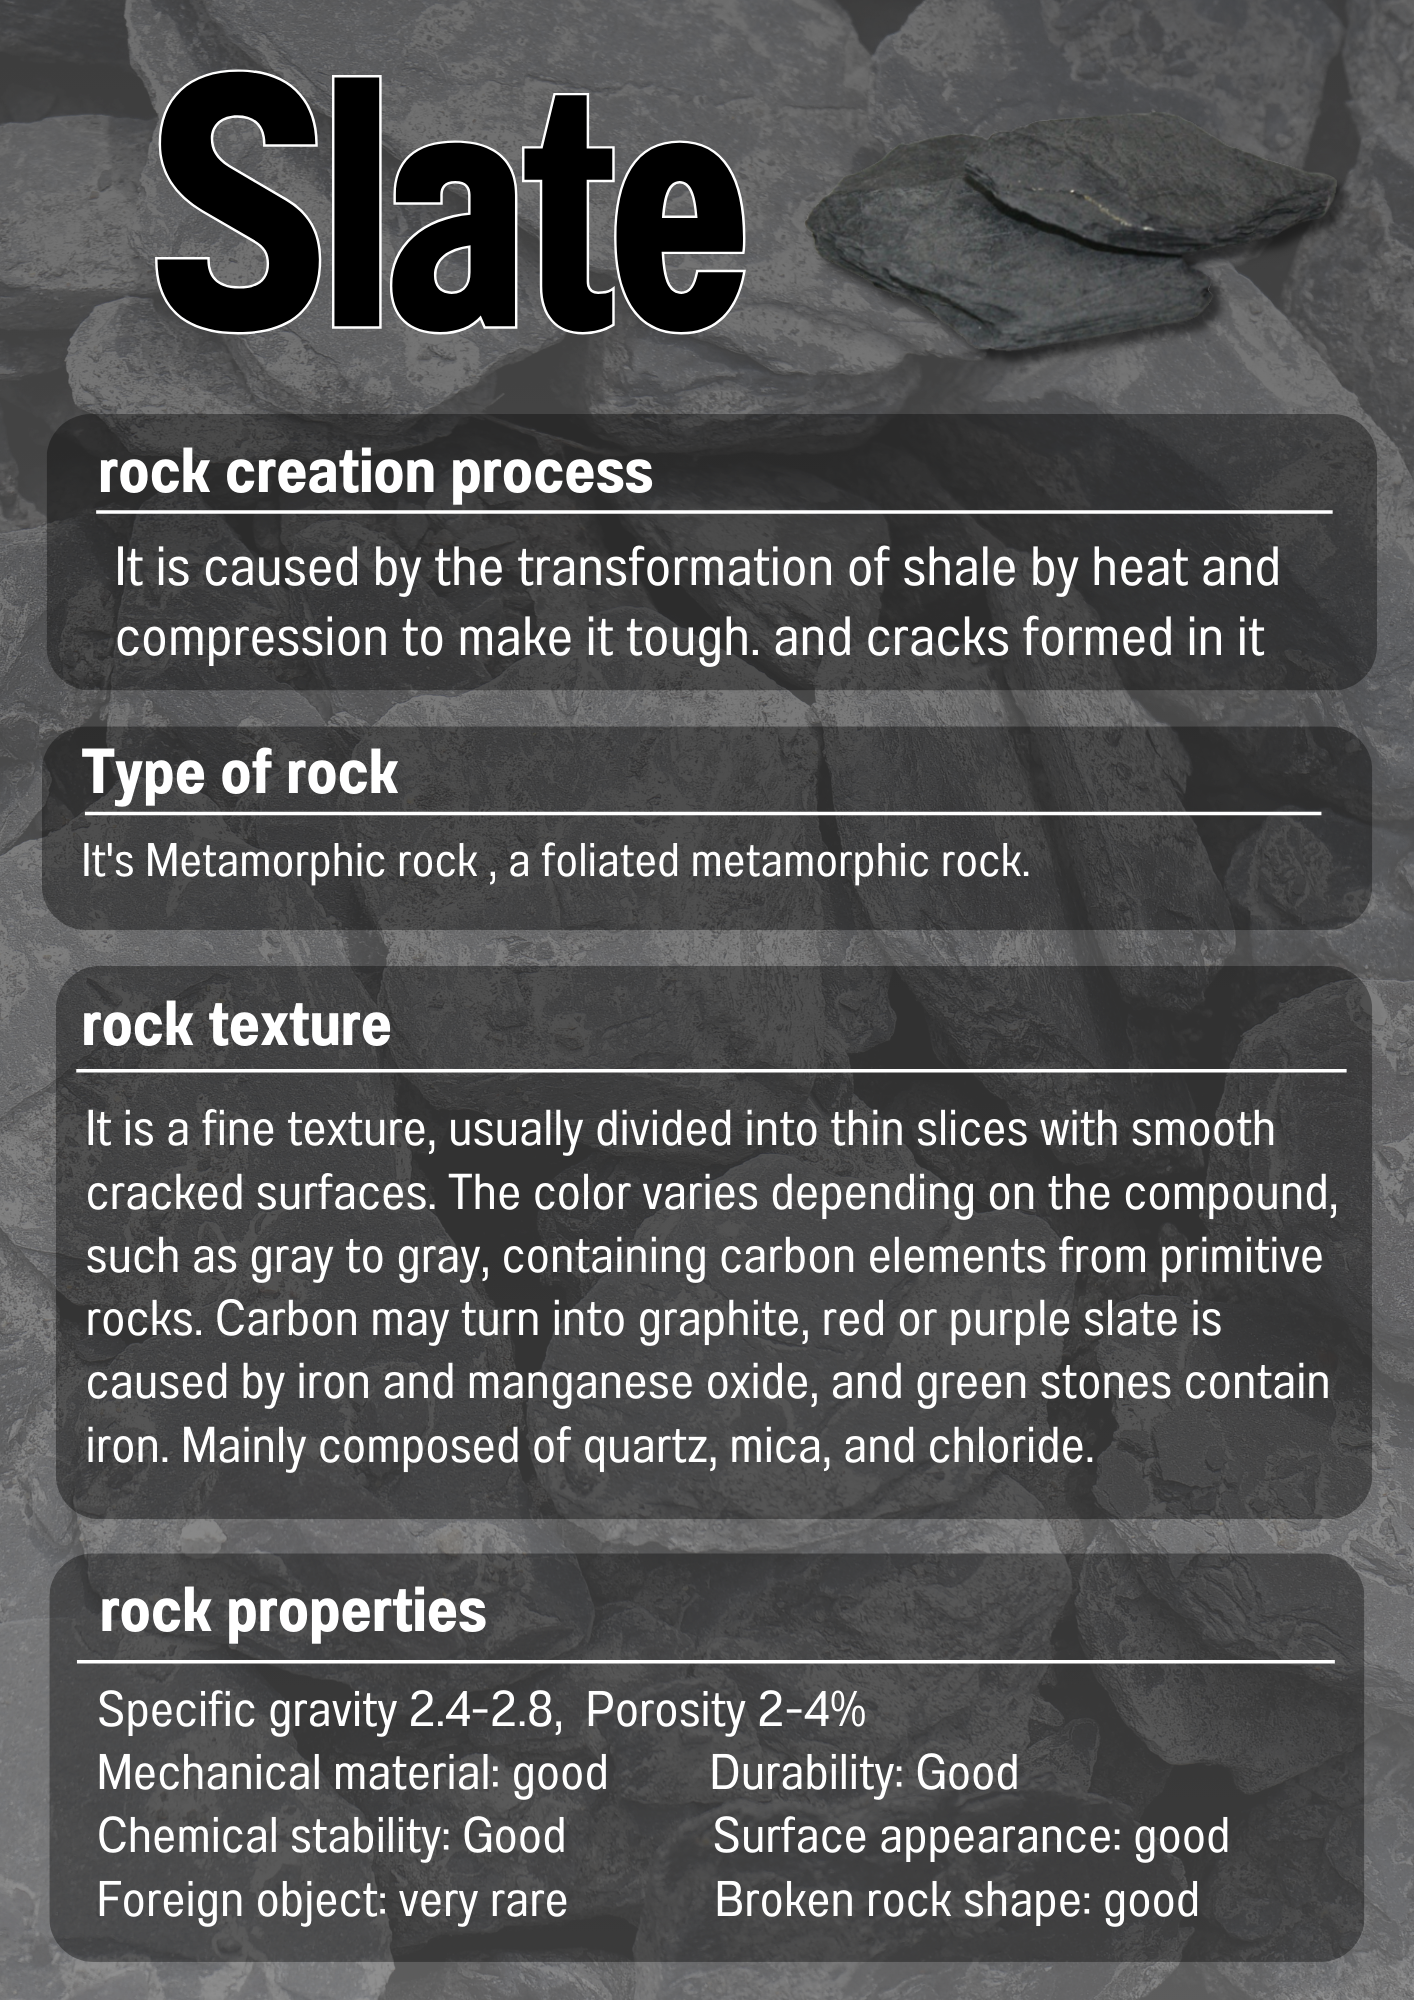 Slate
rock creation process
It is caused by the transformation of shale by heat and
compression to make it tough. and cracks formed in it
Type of rock
It's Metamorphic rock , a foliated metamorphic rock.
rock texture
It is a fine texture, usually divided into thin slices with smooth
cracked surfaces. The color varies depending on the compound,
such as gray to gray, containing carbon elements from primitive
rocks. Carbon may turn into graphite, red or purple slate is
caused by iron and manganese oxide, and green stones contain
iron. Mainly composed of quartz, mica, and chloride.
rock properties
Specific gravity 2.4-2.8,  Porosity 2-4%
Mechanical material: good Durability: Good
Chemical stability: Good Surface appearance: good
Foreign object: very rare Broken rock shape: good